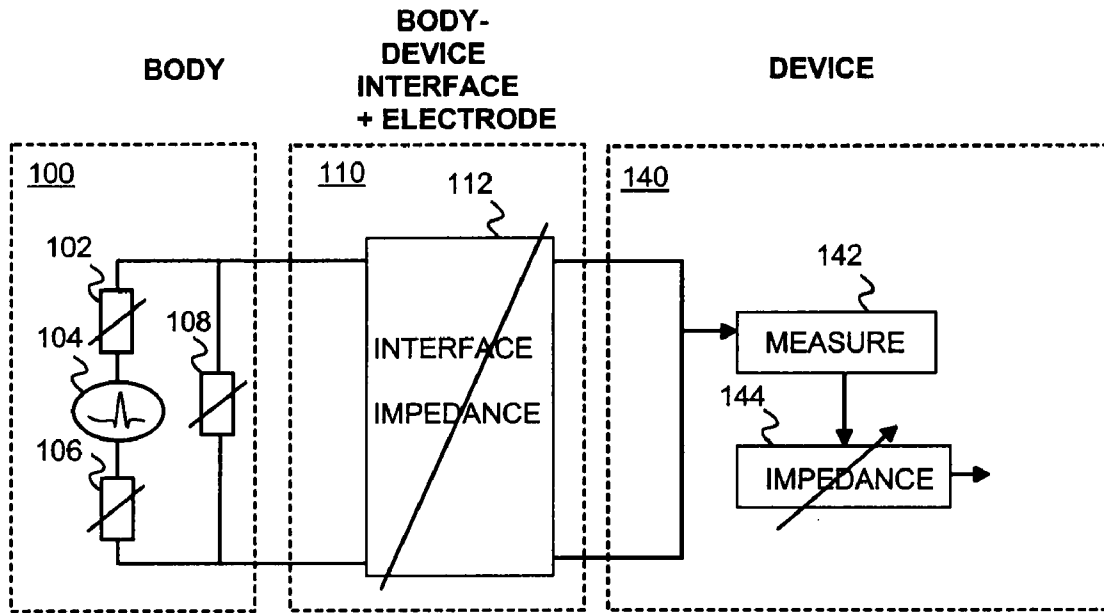 BODY
BODY-
DEVICE
INTERFACE
+ ELECTRODE
DEVICE
100
110
140
112
102
104
106
108
INTERFACE
IMPEDANCE
142
MEASURE
144
IMPEDANCE